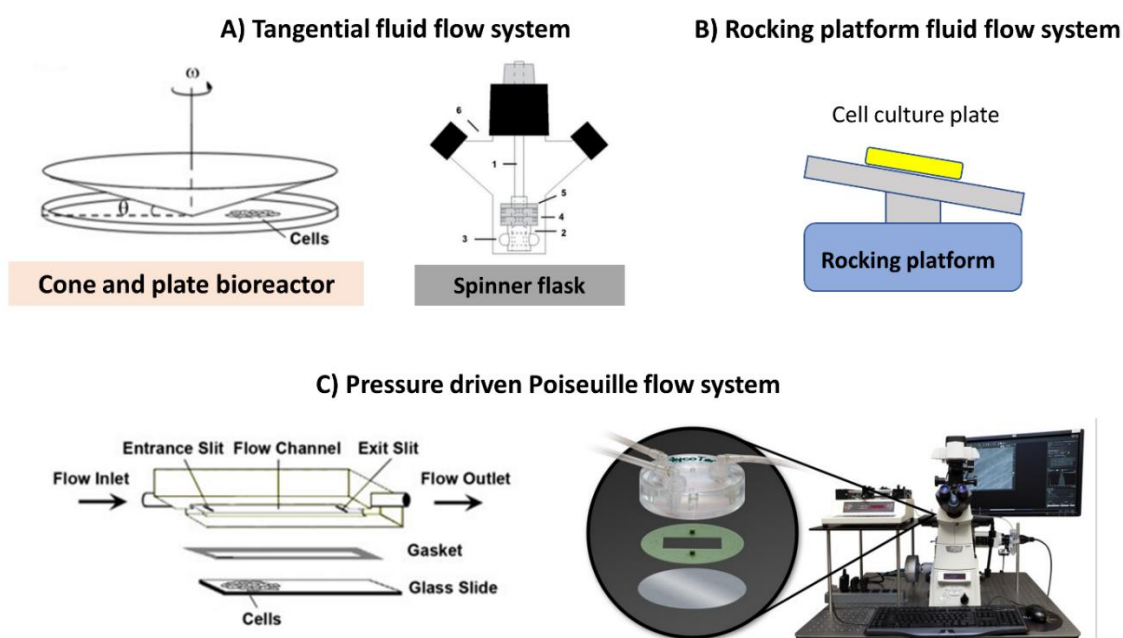 A) Tangential fluid flow system
B) Rocking platform fluid flow system
ω
θ
Cells
Cone and plate bioreactor
6
1
5
4
2
3
Spinner flask
Cell culture plate
Rocking platform
C) Pressure driven Poiseuille flow system
Entrance Slit Flow Channel Exit Slit
Flow Inlet
Flow Outlet
Gasket
Glass Slide
Cells